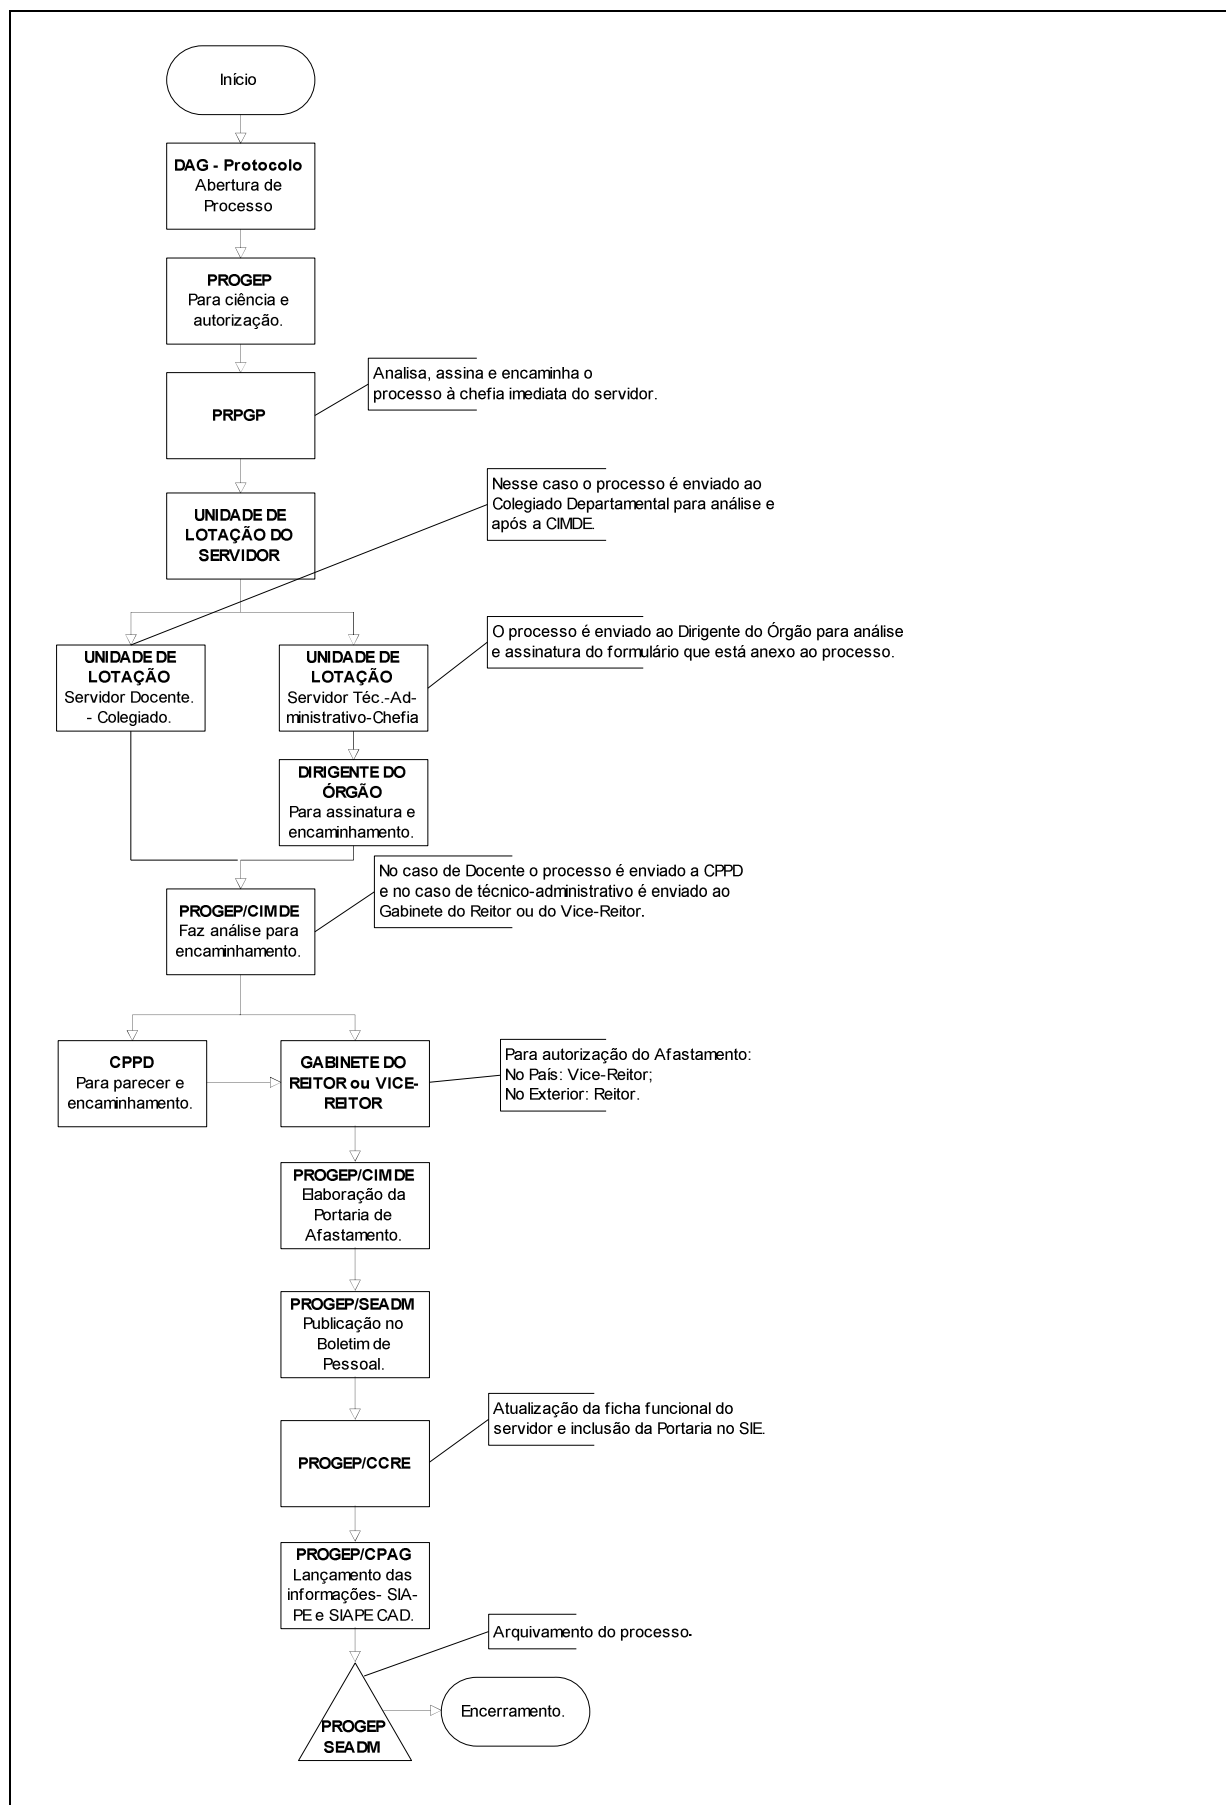 Início
DAG - Protocolo
Abertura de
Processo
PROGEP
Para ciência e
autorização.
Analisa, assina e encaminha o
processo à chefia imediata do servidor.
PRPGP
Nesse caso o processo é enviado ao
Colegiado Departamental para análise e
após a CIMDE.
UNIDADE DE
LOTAÇÃO DO
SERVIDOR
O processo é enviado ao Dirigente do Órgão para análise
e assinatura do formulário que está anexo ao processo.
UNIDADE DE
LOTAÇÃO
Servidor Docente.
- Colegiado.
UNIDADE DE
LOTAÇÃO
Servidor Téc.-Ad-
ministrativo-Chefia
DIRIGENTE DO
ÓRGÃO
Para assinatura e
encaminhamento.
No caso de Docente o processo é enviado a CPPD
e no caso de técnico-administrativo é enviado ao
Gabinete do Reitor ou do Vice-Reitor.
PROGEP/CIMDE
Faz análise para
encaminhamento.
CPPD
Para parecer e
encaminhamento.
GABINETE DO
REITOR ou VICE-
REITOR
Para autorização do Afastamento:
No País: Vice-Reitor;
No Exterior: Reitor.
PROGEP/CIMDE
Elaboração da
Portaria de
Afastamento.
PROGEP/SEADM
Publicação no
Boletim de
Pessoal.
Atualização da ficha funcional do
servidor e inclusão da Portaria no SIE.
PROGEP/CCRE
PROGEP/CPAG
Lançamento das
informações- SIA-
PE e SIAPE CAD.
Arquivamento do processo.
PROGEP
SEADM
Encerramento.